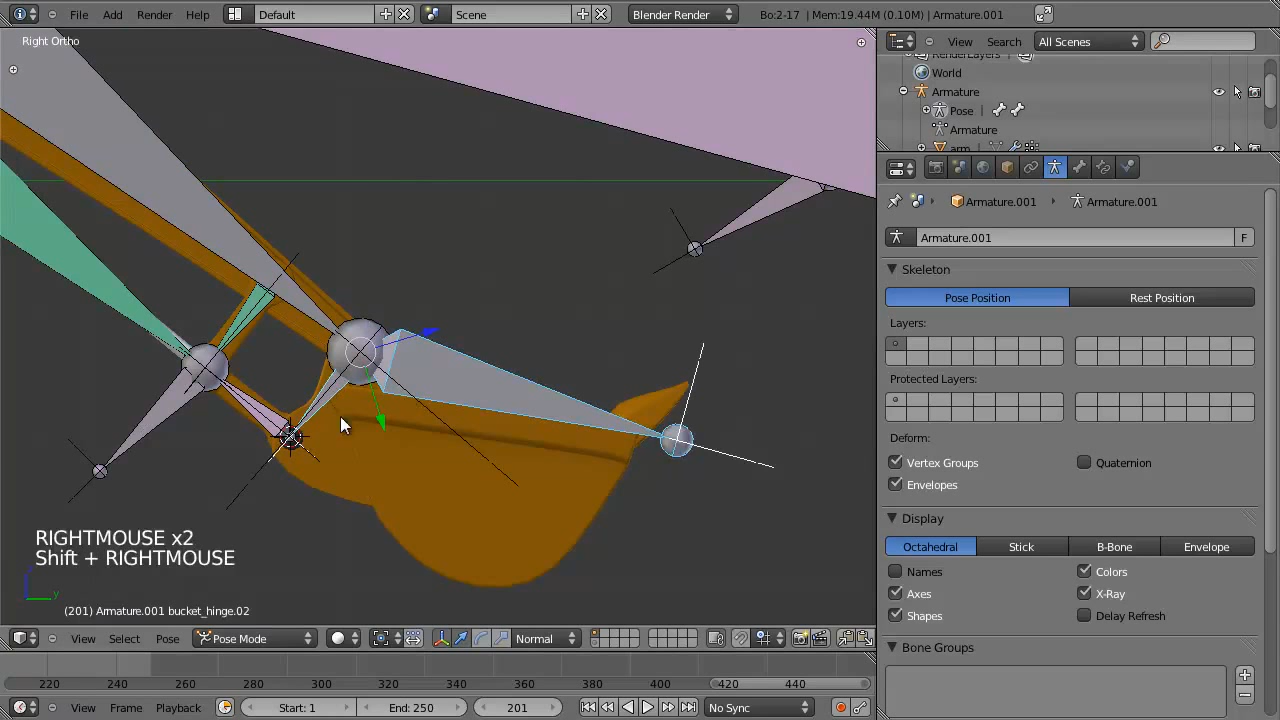 File Add Render Help Default Scene Blender Render Bo:2-17 | Mem:19.44M (0.10M) | Armature.001
Right Ortho
View Search All Scenes
RenderLayers |
World
Armature
Pose |
Armature
arm
Armature.001 Armature.001
Armature.001 F
Skeleton
Pose Position Rest Position
Layers:
Protected Layers:
Deform:
Vertex Groups Quaternion
Envelopes
Display
Octahedral Stick B-Bone Envelope
Names Colors
Axes X-Ray
Shapes Delay Refresh
Bone Groups
RIGHTMOUSE x2
Shift + RIGHTMOUSE
z
y
(201) Armature.001 bucket_hinge.02
View Select Pose Pose Mode Normal
220 240 260 280 300 320 340 360 380 400 420 440
View Frame Playback Start: 1 End: 250 201 No Sync